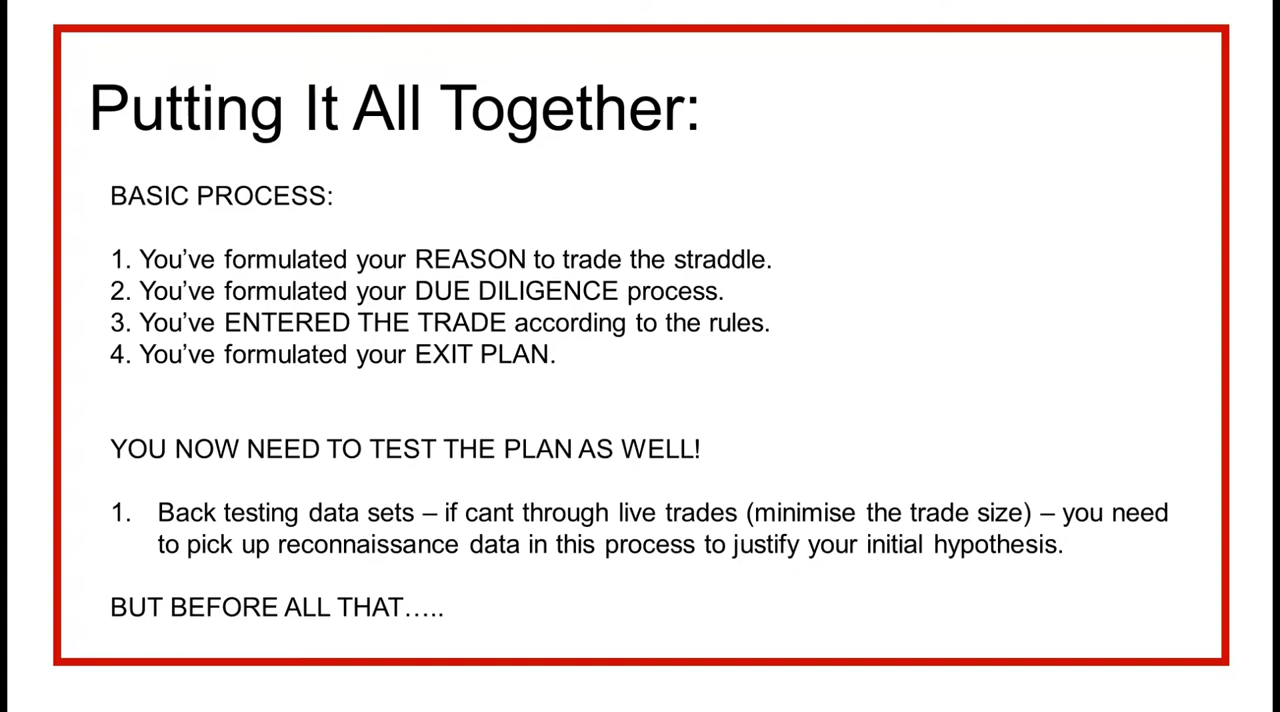 Putting It All Together:
BASIC PROCESS:
1. You’ve formulated your REASON to trade the straddle.
2. You’ve formulated your DUE DILIGENCE process.
3. You’ve ENTERED THE TRADE according to the rules.
4. You’ve formulated your EXIT PLAN.
YOU NOW NEED TO TEST THE PLAN AS WELL!
1. Back testing data sets – if cant through live trades (minimise the trade size) – you need
to pick up reconnaissance data in this process to justify your initial hypothesis.
BUT BEFORE ALL THAT…..